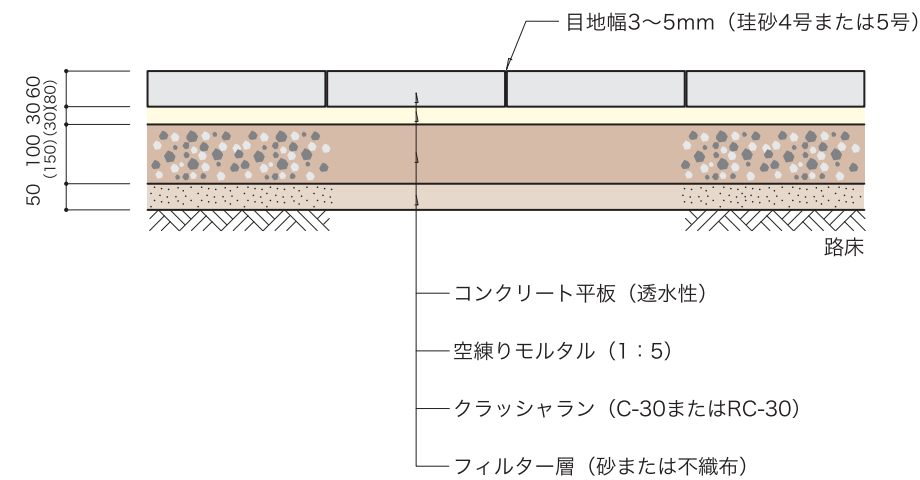 目地幅3〜5mm（珪砂4号または5号）
60
(80)
30
(30)
100
(150)
50
路床
コンクリート平板（透水性）
空練りモルタル（1：5）
クラッシャラン（C-30またはRC-30）
フィルター層（砂または不織布）